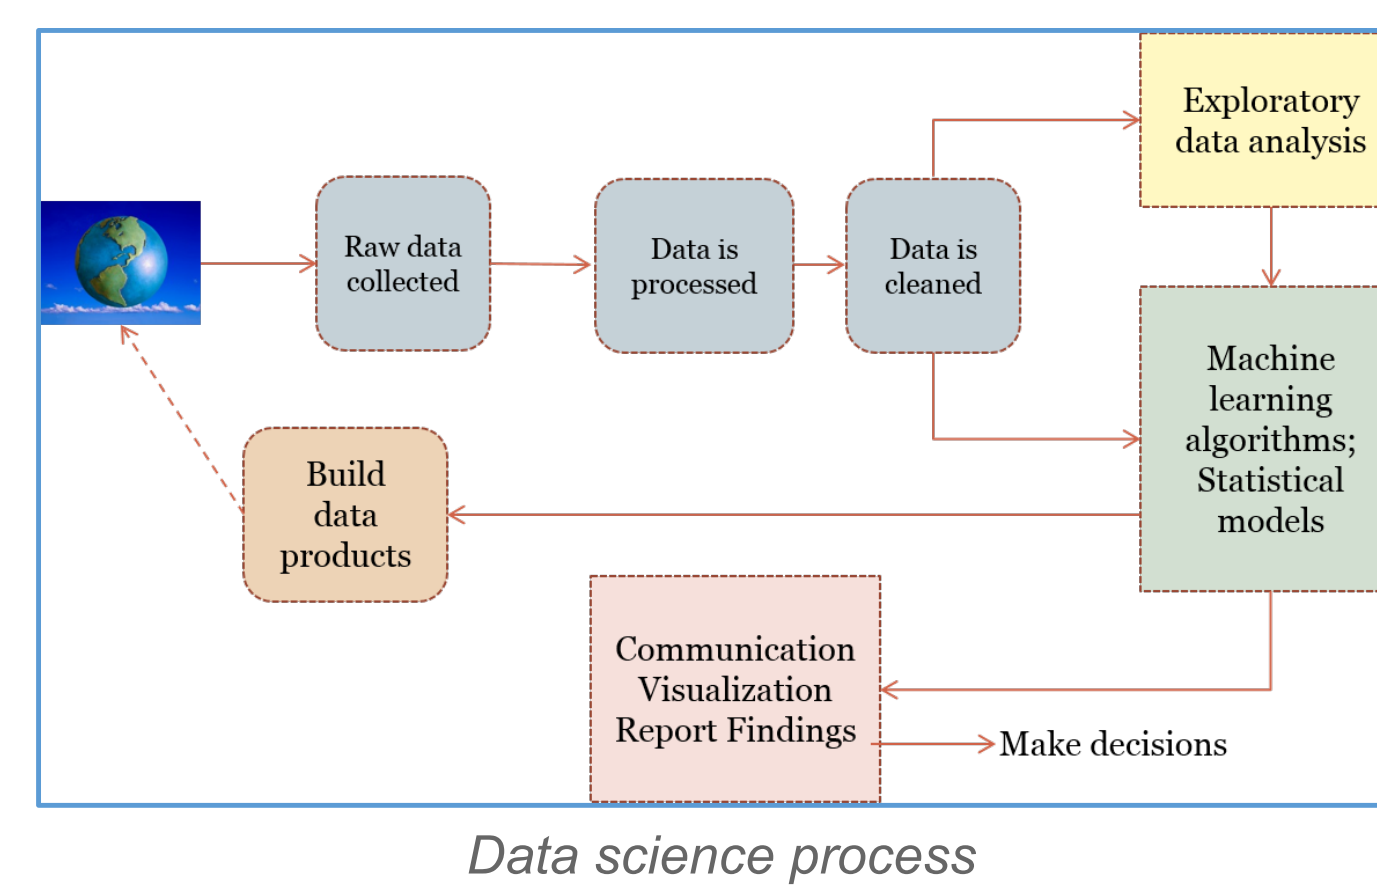 Exploratory
data analysis
Raw data
collected
Data is
processed
Data is
cleaned
Machine
learning
algorithms;
Statistical
models
Build
data
products
Communication
Visualization
Report Findings
Make decisions
Data science process